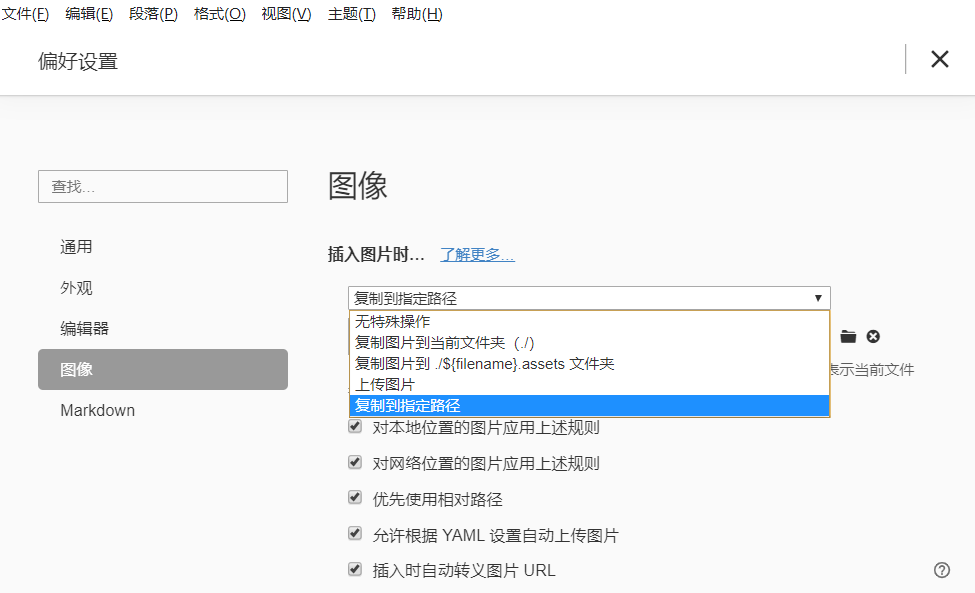 文件(F) 编辑(E) 段落(P) 格式(O) 视图(V) 主题(T) 帮助(H)
偏好设置
查找...
通用
外观
编辑器
图像
Markdown
图像
插入图片时... 了解更多...
复制到指定路径
无特殊操作
复制图片到当前文件夹（./）
复制图片到 ./${filename}.assets 文件夹
上传图片
复制到指定路径
表示当前文件
对本地位置的图片应用上述规则
对网络位置的图片应用上述规则
优先使用相对路径
允许根据 YAML 设置自动上传图片
插入时自动转义图片 URL